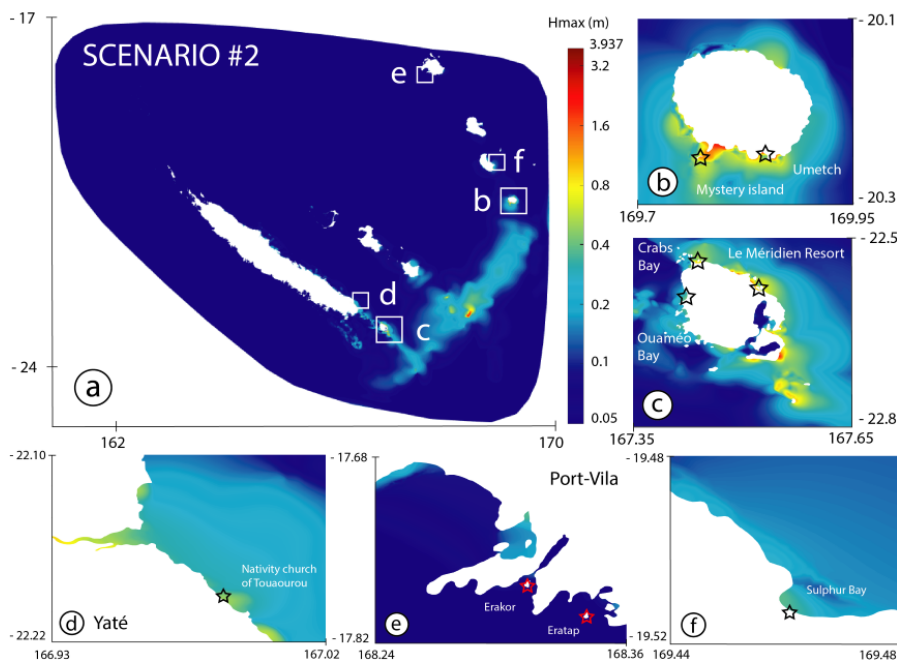 SCENARIO #2
- 17
- 24
162
170
a
b
c
d
e
f
Hmax (m)
3.937
3.2
1.6
0.8
0.4
0.2
0.1
0.05
- 20.1
- 20.3
169.7
169.95
b
Mystery island
Umetch
- 22.5
- 22.8
167.35
167.65
c
Crabs
Bay
Le Méridien Resort
Ouaméo
Bay
- 22.10
- 22.22
166.93
167.02
d
Yaté
Nativity church
of Touaourou
- 17.68
- 17.82
168.24
168.36
e
Port-Vila
Erakor
Eratap
- 19.48
- 19.52
169.44
169.48
f
Sulphur Bay